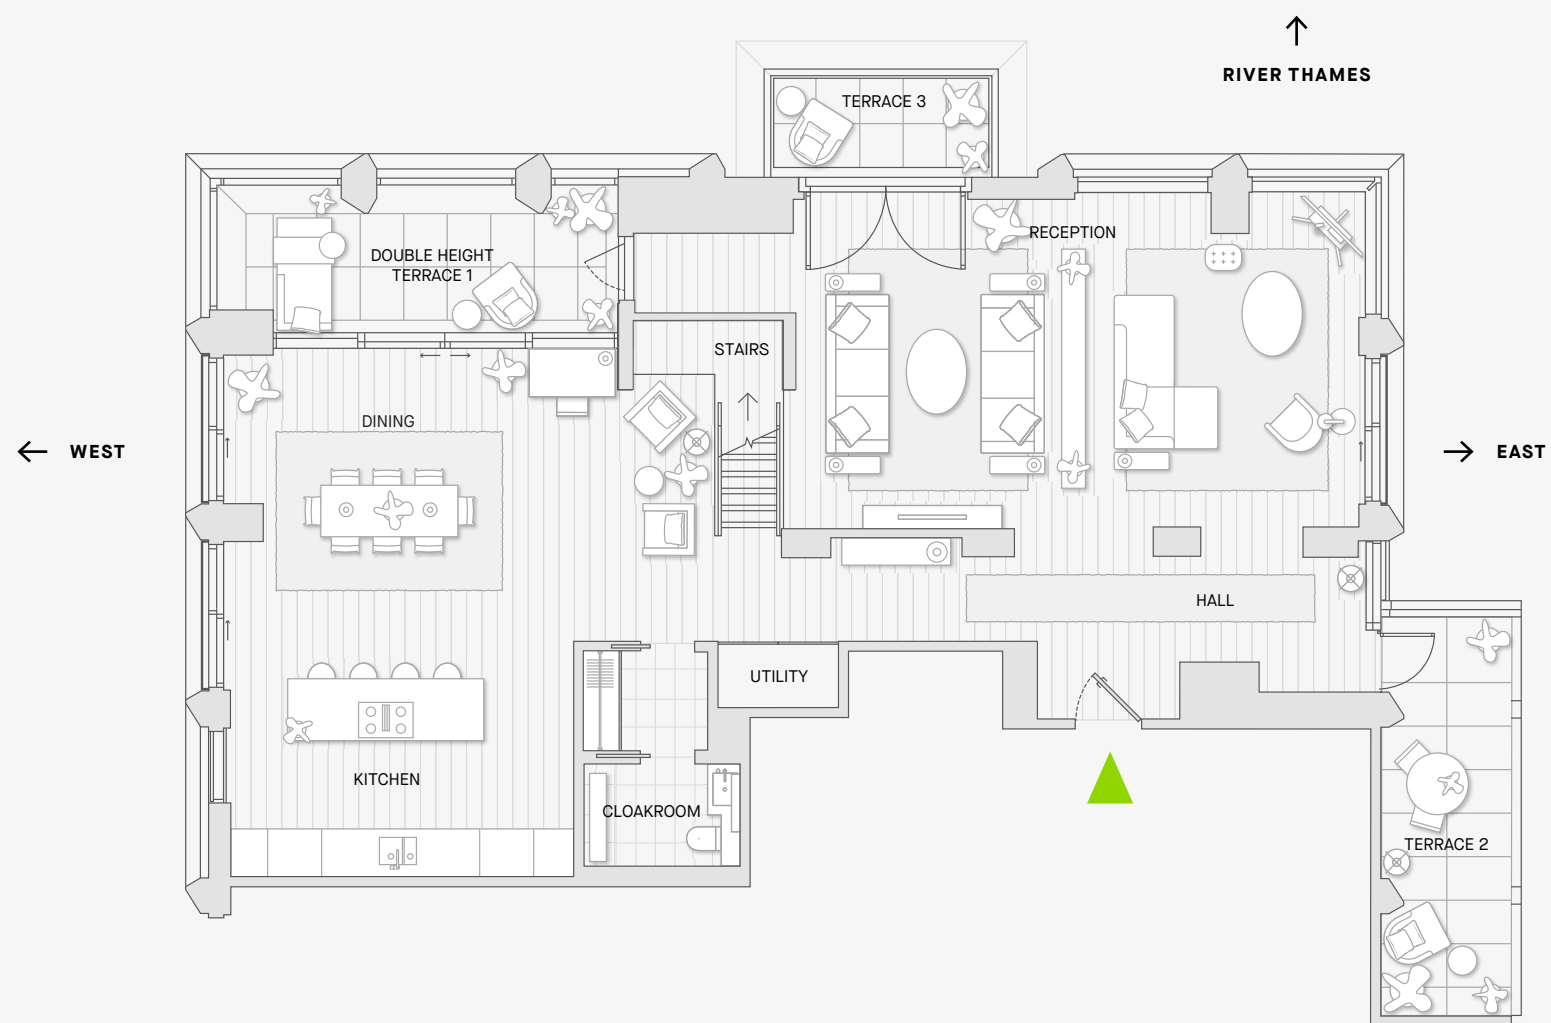 RIVER THAMES
TERRACE 3
RECEPTION
DOUBLE HEIGHT
TERRACE 1
STAIRS
DINING
WEST
EAST
HALL
UTILITY
KITCHEN
CLOAKROOM
TERRACE 2